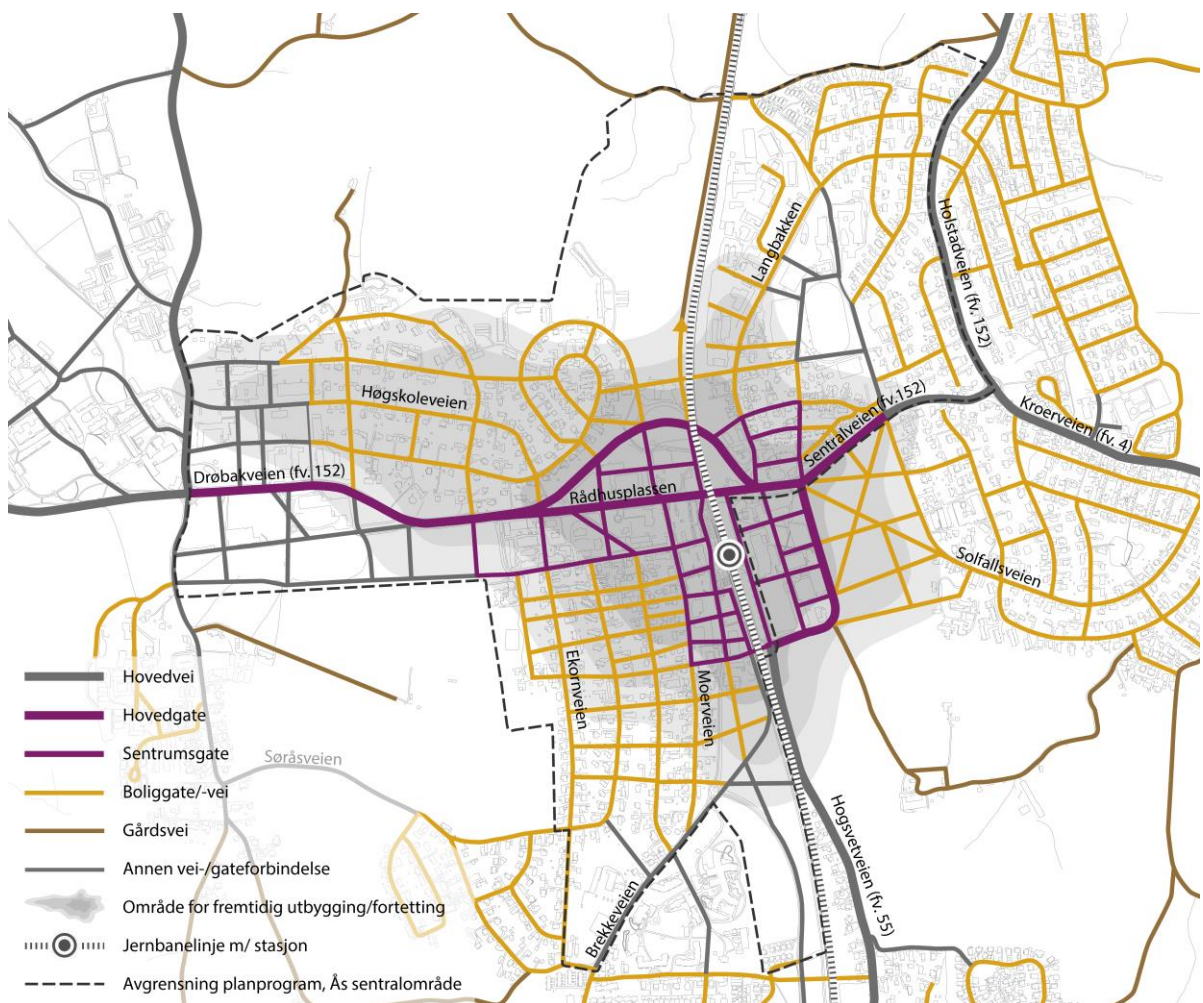 Langbakken
Holstadveien (fv. 152)
Høgskoleveien
Sentralveien (fv.152)
Kroerveien (fv. 4)
Drøbakveien (fv. 152)
Rådhusplassen
Solfallsveien
Ekornveien
Moerveien
Søråsveien
Brekkeveien
Hogsvetveien (fv. 55)
Hovedvei
Hovedgate
Sentrumsgate
Boliggate/-vei
Gårdsvei
Annen vei-/gateforbindelse
Område for fremtidig utbygging/fortetting
Jernbanelinje m/ stasjon
Avgrensning planprogram, Ås sentralområde